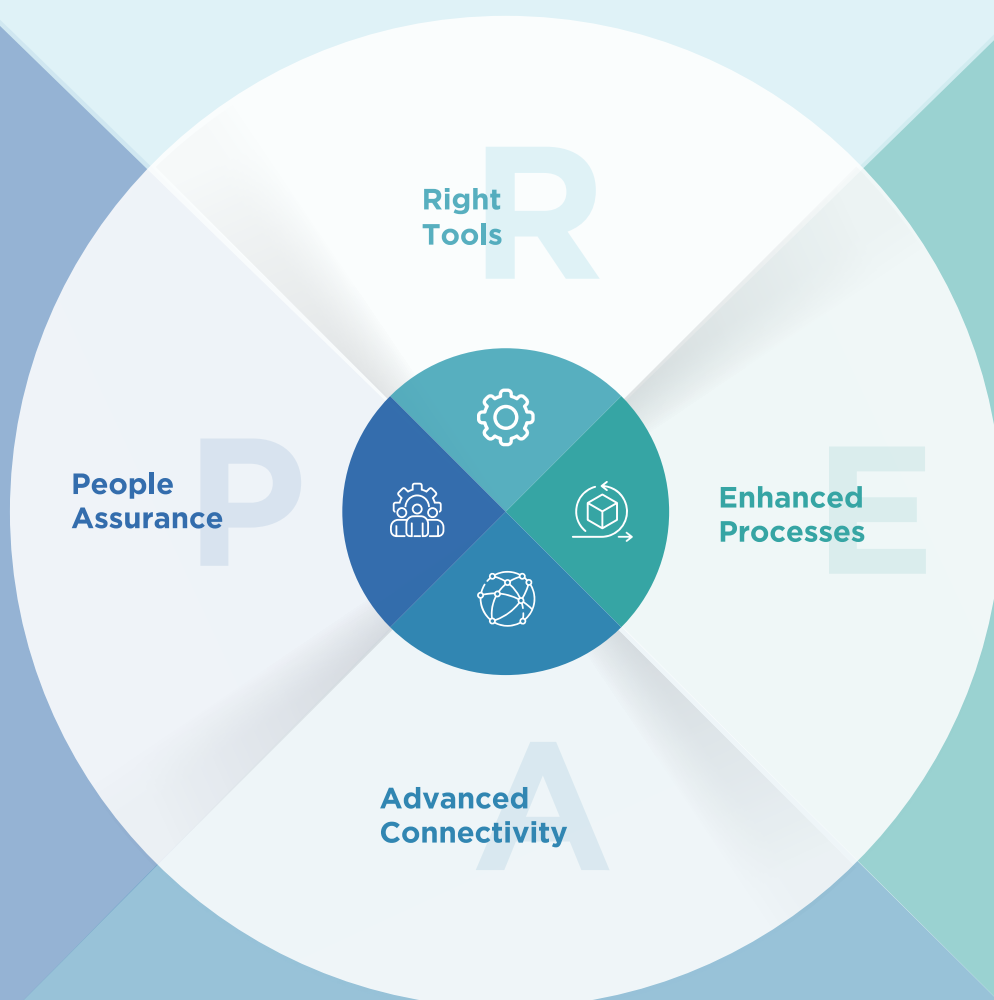 R
Right
Tools
P
People
Assurance
E
Enhanced
Processes
A
Advanced
Connectivity